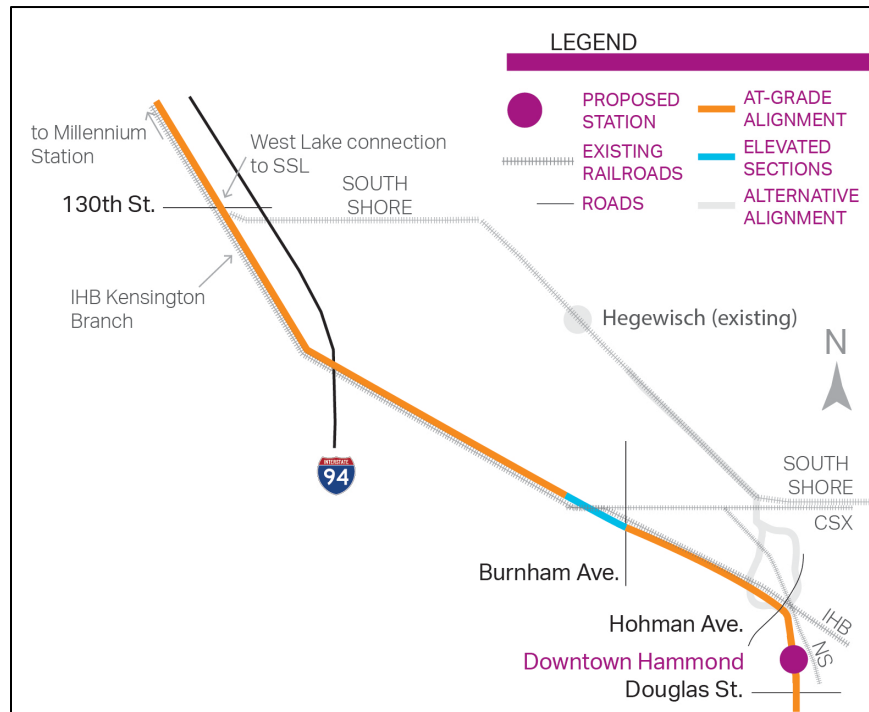 LEGEND
PROPOSED
STATION
AT-GRADE
ALIGNMENT
EXISTING
RAILROADS
ELEVATED
SECTIONS
ROADS
ALTERNATIVE
ALIGNMENT
to Millennium
Station
West Lake connection
to SSL
130th St.
SOUTH
SHORE
IHB Kensington
Branch
Hegewisch (existing)
N
INTERSTATE
94
SOUTH
SHORE
CSX
Burnham Ave.
Hohman Ave.
IHB
NS
Downtown Hammond
Douglas St.